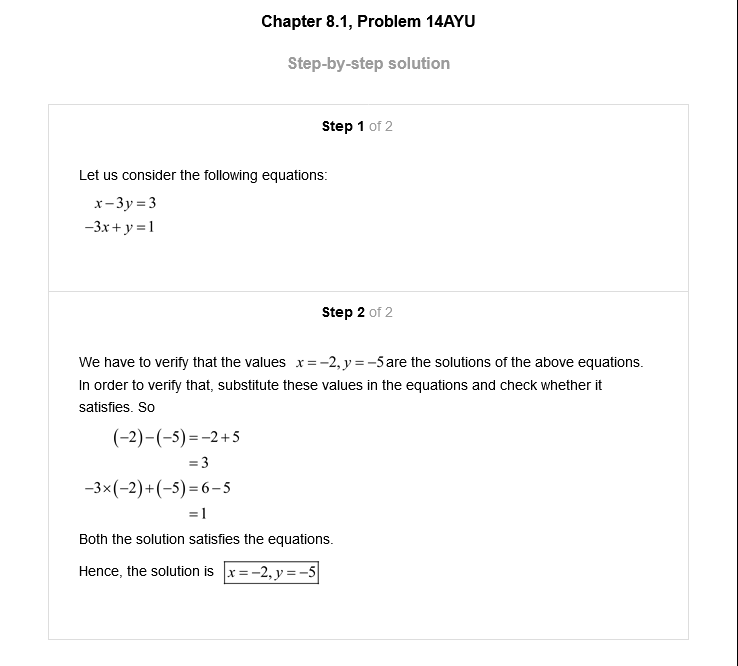 Chapter 8.1, Problem 14AYU
Step-by-step solution
Step 1 of 2
Let us consider the following equations:
x−3y=3
−3x+y=1
Step 2 of 2
We have to verify that the values x=−2, y=−5 are the solutions of the above equations.
In order to verify that, substitute these values in the equations and check whether it
satisfies. So
(−2)−(−5)=−2+5
=3
−3×(−2)+(−5)=6−5
=1
Both the solution satisfies the equations.
Hence, the solution is x=−2, y=−5